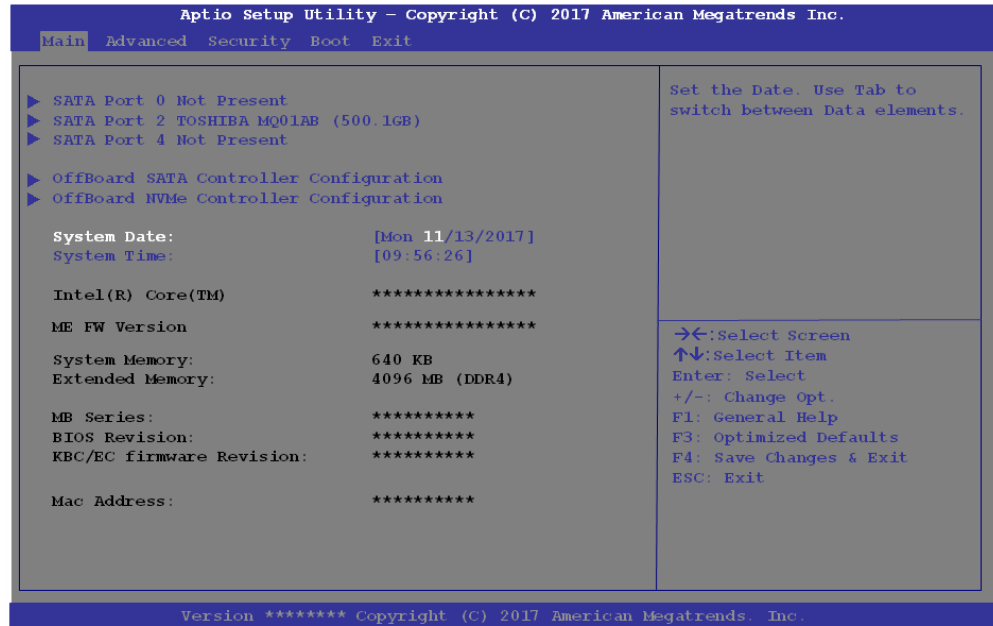 Aptio Setup Utility – Copyright (C) 2017 American Megatrends Inc.
Main Advanced Security Boot Exit
SATA Port 0 Not Present
SATA Port 2 TOSHIBA MQ01AB (500.1GB)
SATA Port 4 Not Present
OffBoard SATA Controller Configuration
OffBoard NVMe Controller Configuration
System Date: [Mon 11/13/2017]
System Time: [09:56:26]
Intel(R) Core(TM) ****************
ME FW Version ****************
System Memory: 640 KB
Extended Memory: 4096 MB (DDR4)
MB Series: **********
BIOS Revision: **********
KBC/EC firmware Revision: **********
Mac Address: **********
Set the Date. Use Tab to
switch between Data elements.
→←:Select Screen
↑↓:Select Item
Enter: Select
+/-: Change Opt.
F1: General Help
F3: Optimized Defaults
F4: Save Changes & Exit
ESC: Exit
Version ******** Copyright (C) 2017 American Megatrends. Inc.